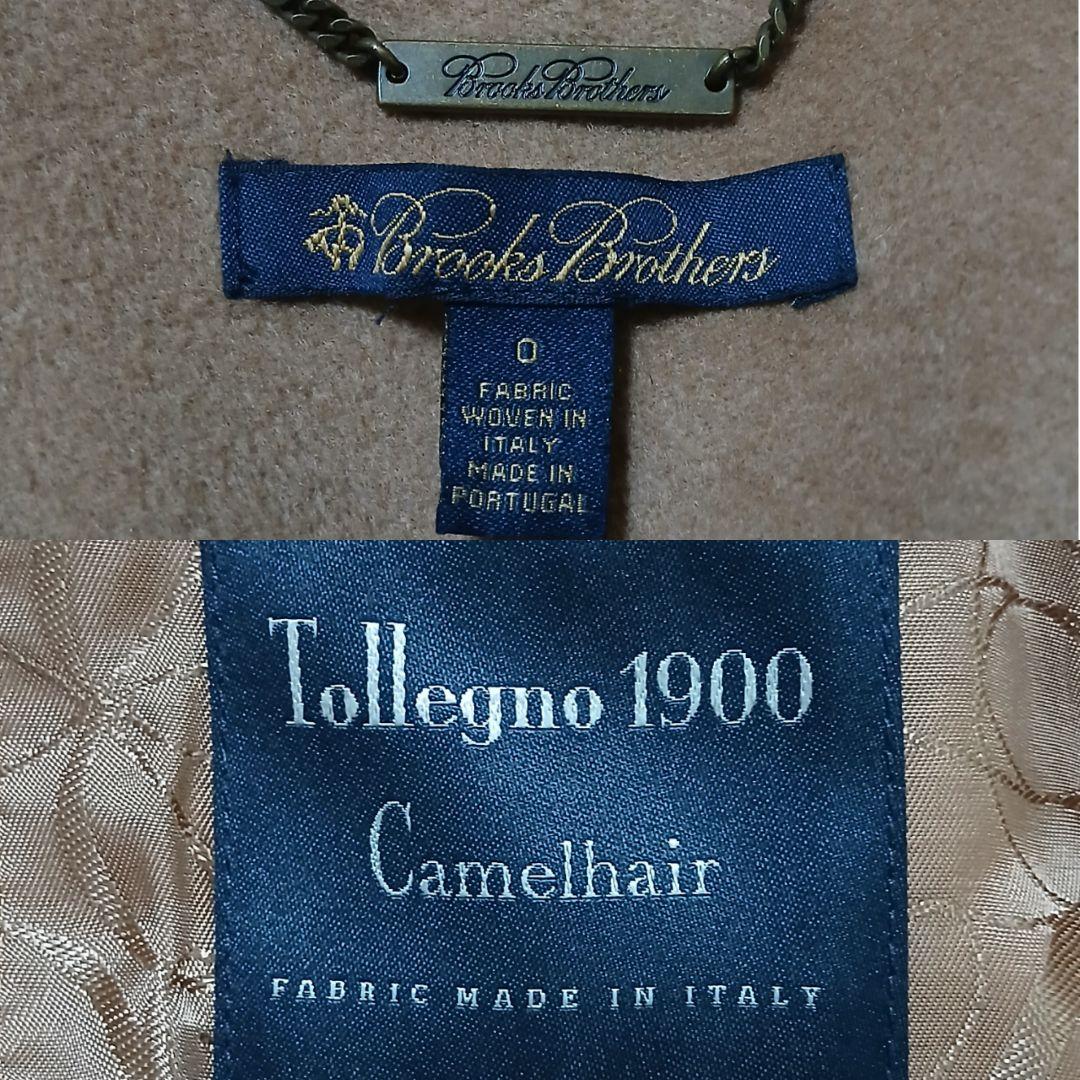 Brooks Brothers
Brooks Brothers
0
FABRIC
WOVEN IN
ITALY
MADE IN
PORTUGAL
Tollegno 1900
Camelhair
FABRIC MADE IN ITALY